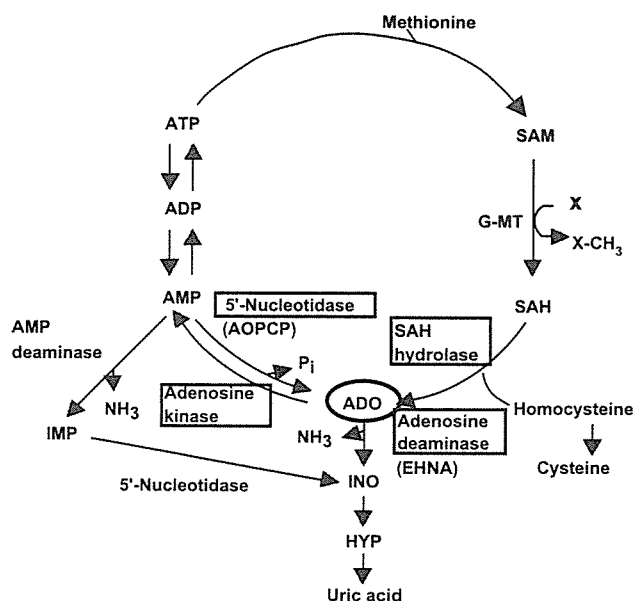 Methionine
ATP
SAM
ADP
X
G-MT
X-CH3
AMP
5'-Nucleotidase
(AOPCP)
SAH
AMP
deaminase
SAH
hydrolase
Pi
Adenosine
kinase
ADO
NH3
Homocysteine
IMP
NH3
Adenosine
deaminase
(EHNA)
Cysteine
5'-Nucleotidase
INO
HYP
Uric acid